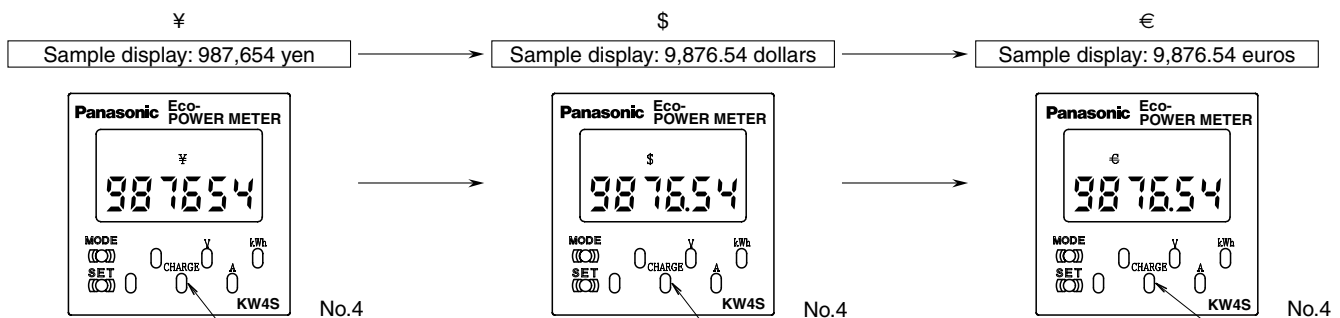 ¥ $ €
Sample display: 987,654 yen Sample display: 9,876.54 dollars Sample display: 9,876.54 euros
Panasonic Eco-POWER METER
¥
987654
MODE V kWh
SET CHARGE A
KW4S
No.4
Panasonic Eco-POWER METER
$
9876.54
MODE V kWh
SET CHARGE A
KW4S
No.4
Panasonic Eco-POWER METER
€
9876.54
MODE V kWh
SET CHARGE A
KW4S
No.4